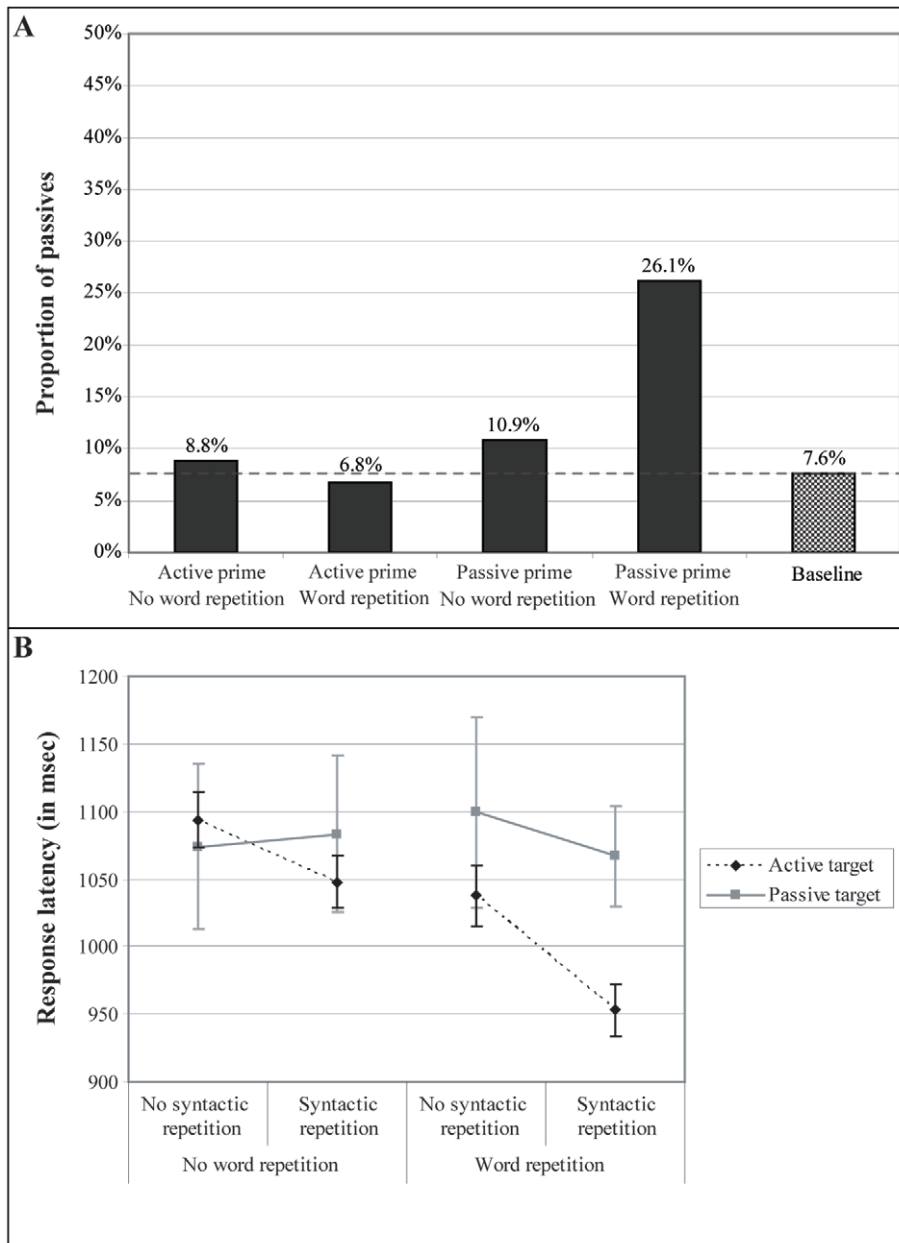 A
Proportion of passives
50%
45%
40%
35%
30%
25%
20%
15%
10%
5%
0%
8.8%
6.8%
10.9%
26.1%
7.6%
Active prime
No word repetition
Active prime
Word repetition
Passive prime
No word repetition
Passive prime
Word repetition
Baseline
B
Response latency (in msec)
1200
1150
1100
1050
1000
950
900
No syntactic
repetition
Syntactic
repetition
No syntactic
repetition
Syntactic
repetition
No word repetition
Word repetition
Active target
Passive target